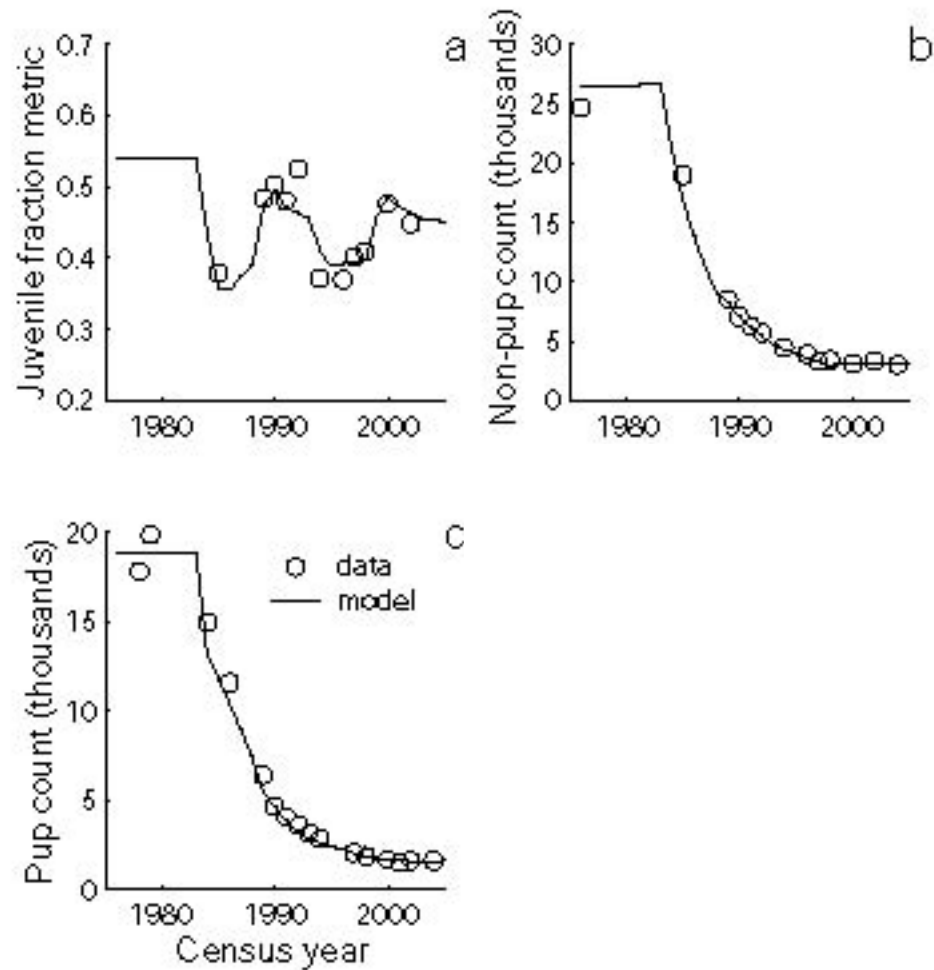 a
Juvenile fraction metric
0.7
0.6
0.5
0.4
0.3
0.2
1980 1990 2000
b
Non-pup count (thousands)
30
25
20
15
10
5
0
1980 1990 2000
c
Pup count (thousands)
20
15
10
5
0
data
model
1980 1990 2000
Census year